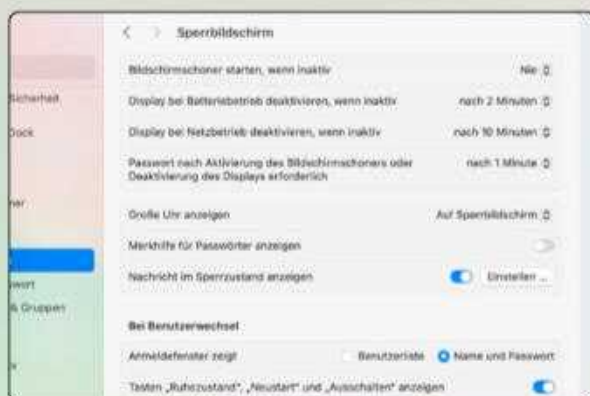 Sperrbildschirm
Bildschirmschoner starten, wenn inaktiv Nie
Sicherheit
Display bei Batteriebetrieb deaktivieren, wenn inaktiv nach 2 Minuten
Dock
Display bei Netzbetrieb deaktivieren, wenn inaktiv nach 10 Minuten
Passwort nach Aktivierung des Bildschirmschoners oder nach 1 Minute
Deaktivierung des Displays erforderlich
ner
Große Uhr anzeigen Auf Sperrbildschirm
Merkhilfe für Passwörter anzeigen
Nachricht im Sperrzustand anzeigen Einstellen ...
wort
& Gruppen
Bei Benutzerwechsel
Anmeldefenster zeigt Benutzerliste Name und Passwort
Tasten „Ruhezustand“, „Neustart“ und „Ausschalten“ anzeigen